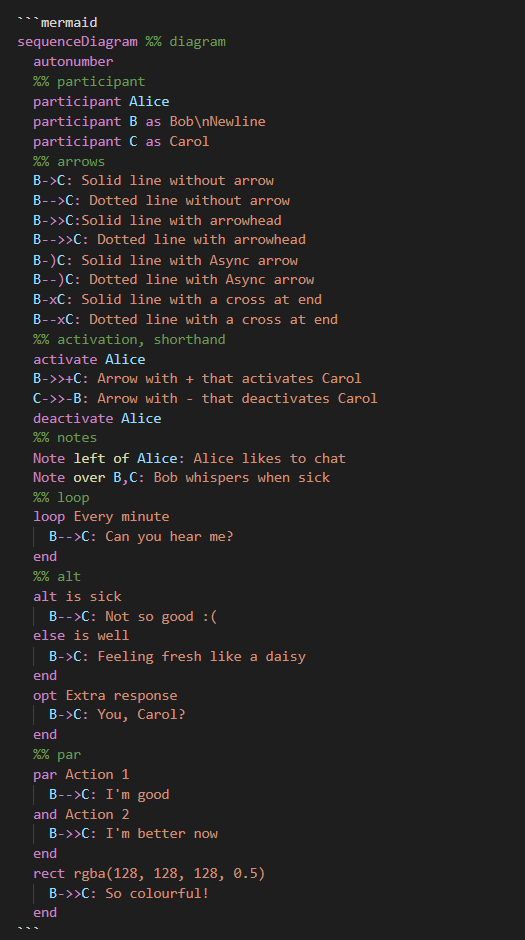 ```mermaid
sequenceDiagram %% diagram
  autonumber
  %% participant
  participant Alice
  participant B as Bob\nNewline
  participant C as Carol
  %% arrows
  B->C: Solid line without arrow
  B-->C: Dotted line without arrow
  B->>C:Solid line with arrowhead
  B-->>C: Dotted line with arrowhead
  B-)C: Solid line with Async arrow
  B--)C: Dotted line with Async arrow
  B-xC: Solid line with a cross at end
  B--xC: Dotted line with a cross at end
  %% activation, shorthand
  activate Alice
  B->>+C: Arrow with + that activates Carol
  C->>-B: Arrow with - that deactivates Carol
  deactivate Alice
  %% notes
  Note left of Alice: Alice likes to chat
  Note over B,C: Bob whispers when sick
  %% loop
  loop Every minute
    B-->C: Can you hear me?
  end
  %% alt
  alt is sick
    B-->C: Not so good :(
  else is well
    B->C: Feeling fresh like a daisy
  end
  opt Extra response
    B->C: You, Carol?
  end
  %% par
  par Action 1
    B-->C: I'm good
  and Action 2
    B->>C: I'm better now
  end
  rect rgba(128, 128, 128, 0.5)
    B->>C: So colourful!
  end
```